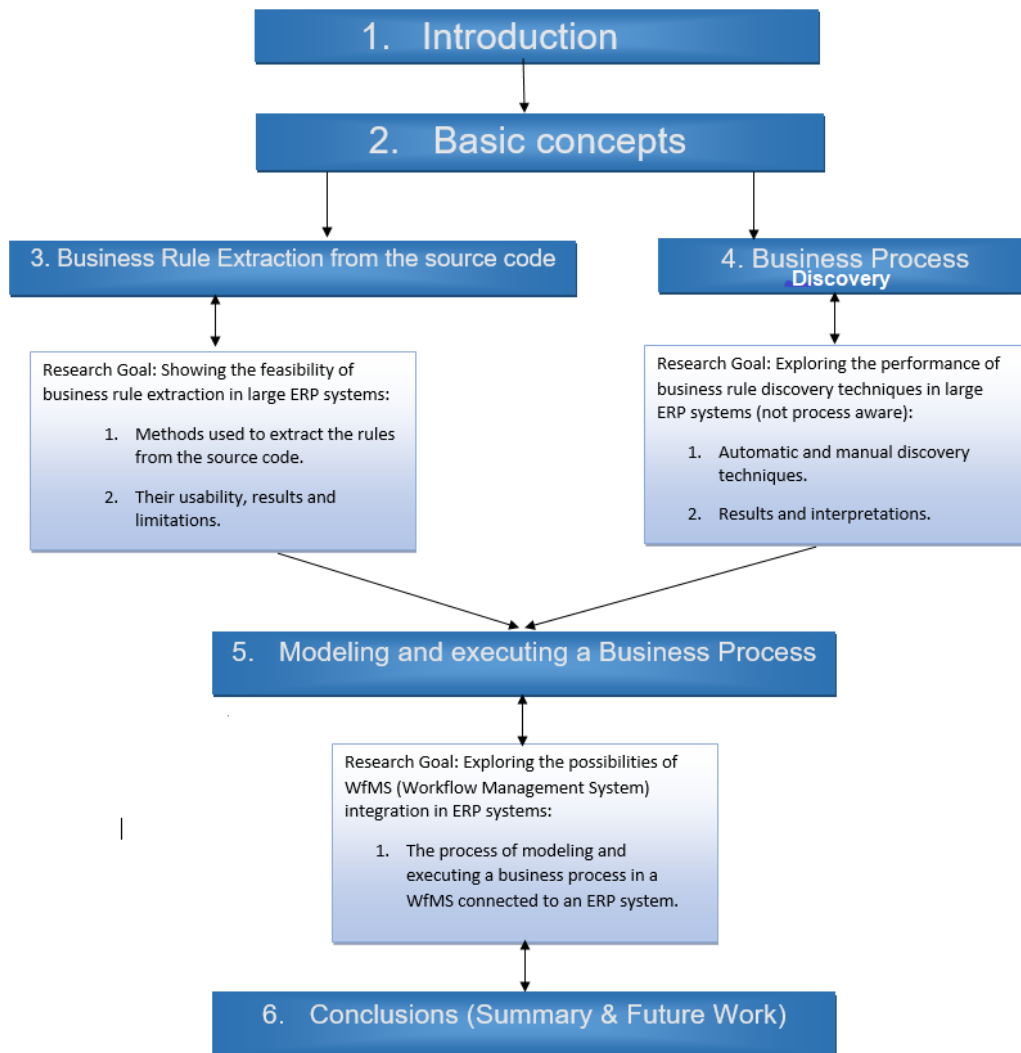 1. Introduction
2. Basic concepts
3. Business Rule Extraction from the source code
4. Business Process
Discovery
Research Goal: Showing the feasibility of
business rule extraction in large ERP systems:
1. Methods used to extract the rules
from the source code.
2. Their usability, results and
limitations.
Research Goal: Exploring the performance of
business rule discovery techniques in large
ERP systems (not process aware):
1. Automatic and manual discovery
techniques.
2. Results and interpretations.
5. Modeling and executing a Business Process
Research Goal: Exploring the possibilities of
WfMS (Workflow Management System)
integration in ERP systems:
1. The process of modeling and
executing a business process in a
WfMS connected to an ERP system.
6. Conclusions (Summary & Future Work)